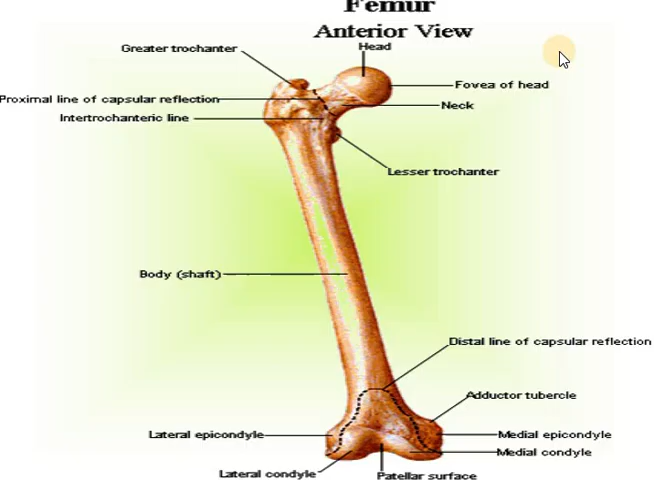 Femur
Anterior View
Head
Greater trochanter
Fovea of head
Proximal line of capsular reflection
Neck
Intertrochanteric line
Lesser trochanter
Body (shaft)
Distal line of capsular reflection
Adductor tubercle
Lateral epicondyle
Medial epicondyle
Medial condyle
Lateral condyle
Patellar surface